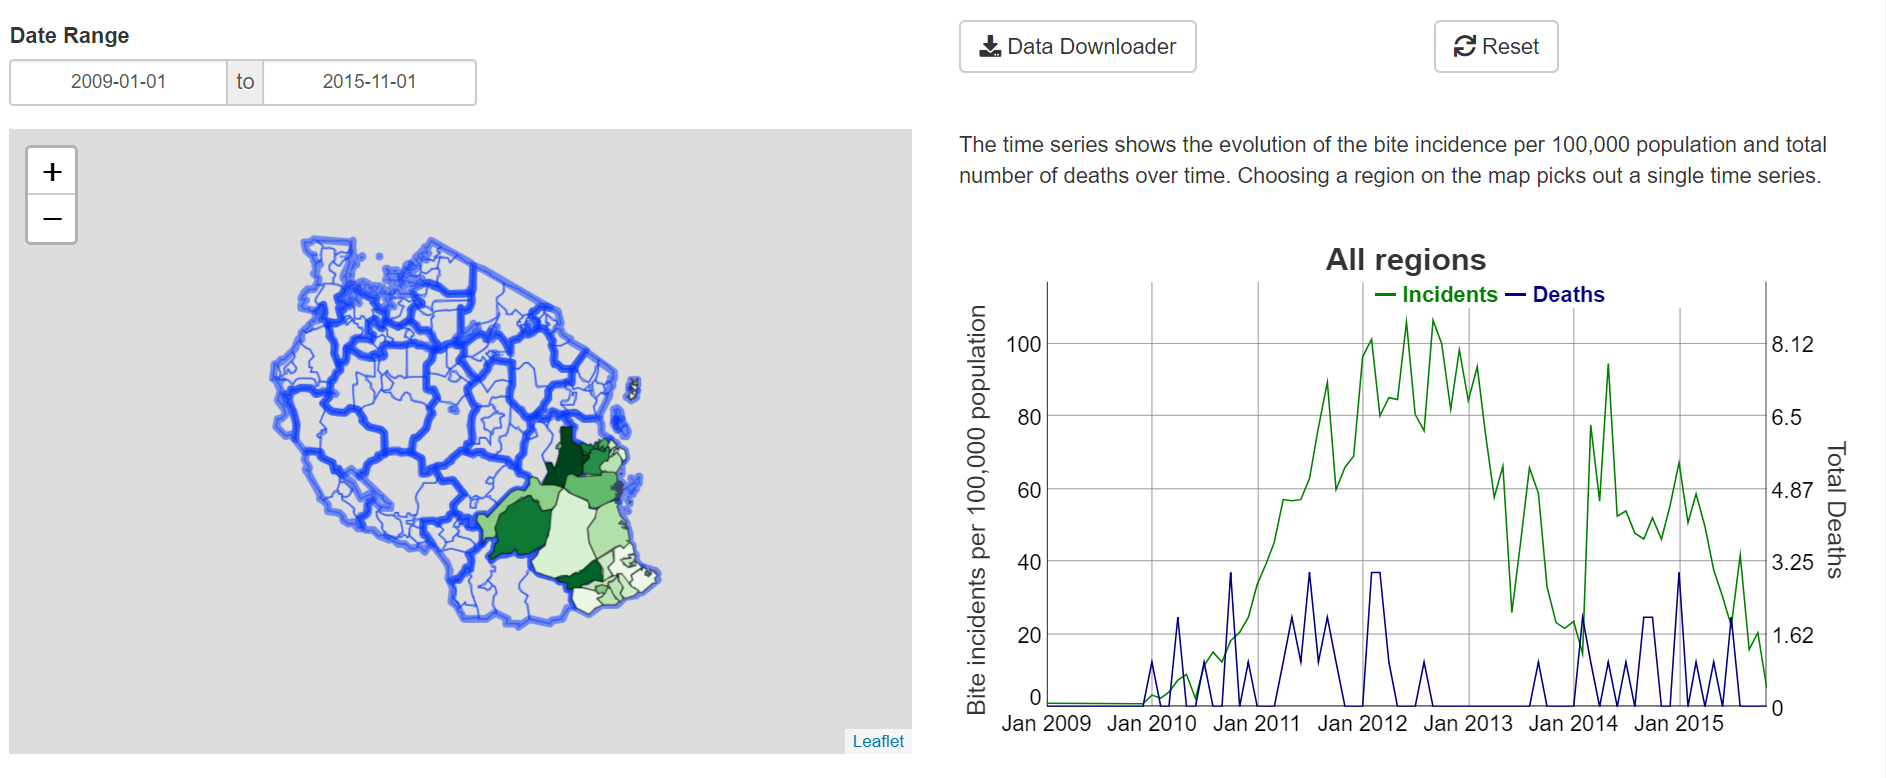 Date Range
2009-01-01 to 2015-11-01
Data Downloader
Reset
+
−
Leaflet
The time series shows the evolution of the bite incidence per 100,000 population and total
number of deaths over time. Choosing a region on the map picks out a single time series.
All regions
Incidents Deaths
Bite incidents per 100,000 population
100
80
60
40
20
0
8.12
6.5
4.87
3.25
1.62
0
Total Deaths
Jan 2009 Jan 2010 Jan 2011 Jan 2012 Jan 2013 Jan 2014 Jan 2015